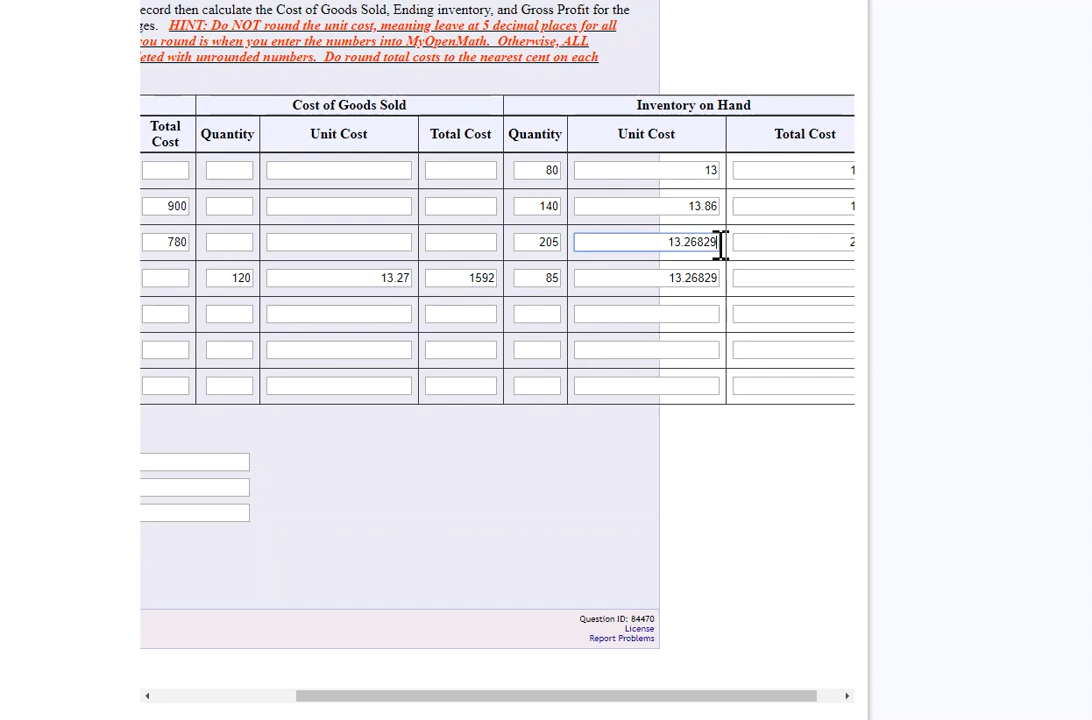 ecord then calculate the Cost of Goods Sold, Ending inventory, and Gross Profit for the
ges. HINT: Do NOT round the unit cost, meaning leave at 5 decimal places for all
you round is when you enter the numbers into MyOpenMath. Otherwise, ALL
leted with unrounded numbers. Do round total costs to the nearest cent on each
Cost of Goods Sold Inventory on Hand
Total Cost Quantity Unit Cost Total Cost Quantity Unit Cost Total Cost
80 13 1
900 140 13.86 1
780 205 13.26829 2
120 13.27 1592 85 13.26829
Question ID: 84470
License
Report Problems